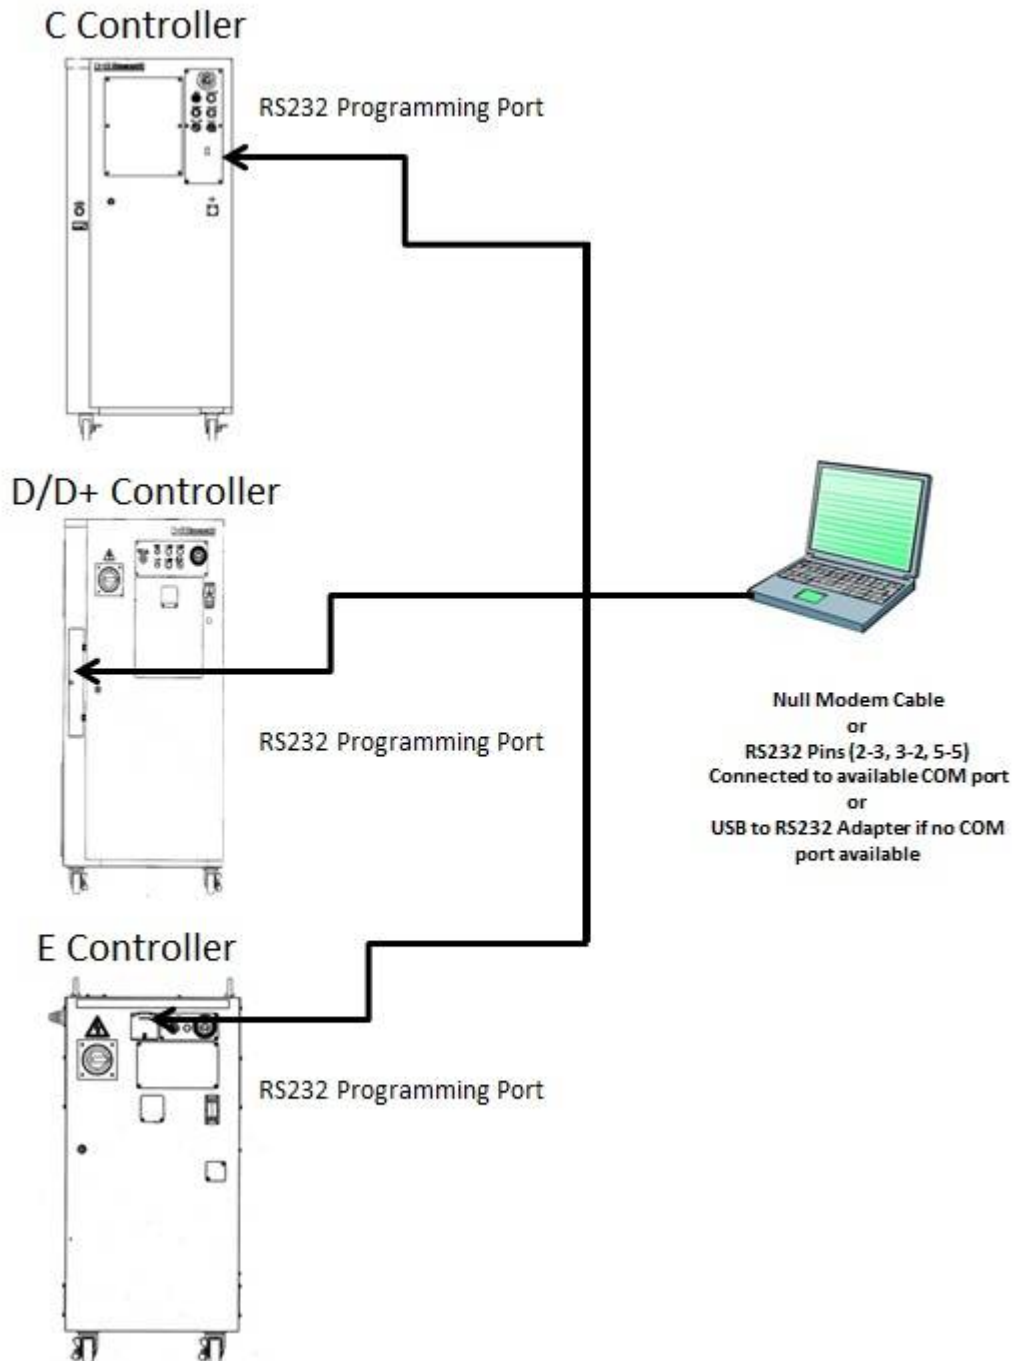 C Controller
RS232 Programming Port
D/D+ Controller
RS232 Programming Port
Null Modem Cable
or
RS232 Pins (2-3, 3-2, 5-5)
Connected to available COM port
or
USB to RS232 Adapter if no COM
port available
E Controller
RS232 Programming Port